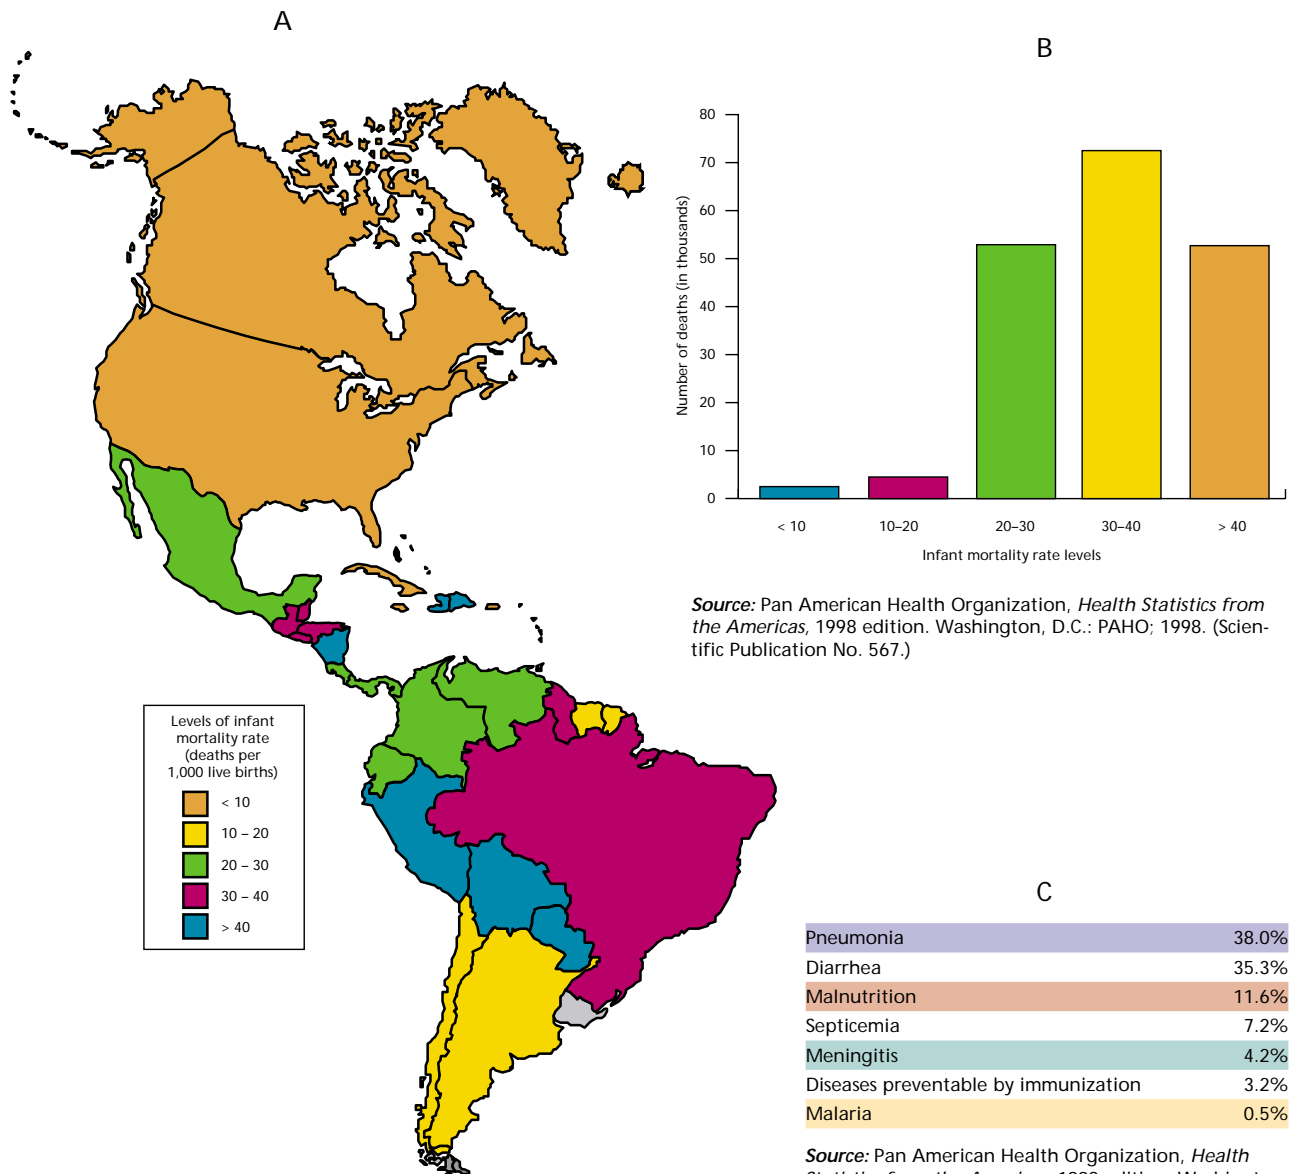 A
Levels of infant
mortality rate
(deaths per
1,000 live births)
< 10
10 – 20
20 – 30
30 – 40
> 40
B
Number of deaths (in thousands)
80
70
60
50
40
30
20
10
0
< 10 10–20 20–30 30–40 > 40
Infant mortality rate levels
Source: Pan American Health Organization, Health Statistics from
the Americas, 1998 edition. Washington, D.C.: PAHO; 1998. (Scien-
tific Publication No. 567.)
C
Pneumonia 38.0%
Diarrhea 35.3%
Malnutrition 11.6%
Septicemia 7.2%
Meningitis 4.2%
Diseases preventable by immunization 3.2%
Malaria 0.5%
Source: Pan American Health Organization, Health